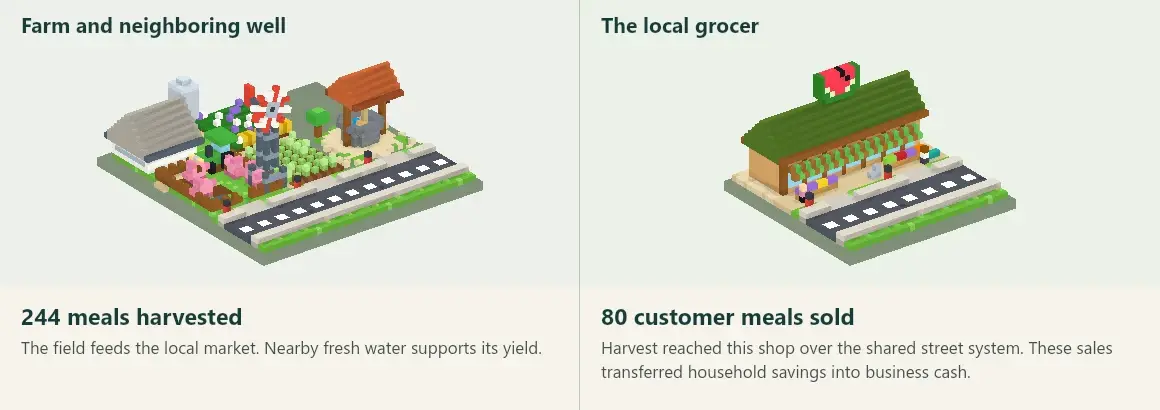 Farm and neighboring well
The local grocer
244 meals harvested
The field feeds the local market. Nearby fresh water supports its yield.
80 customer meals sold
Harvest reached this shop over the shared street system. These sales
transferred household savings into business cash.